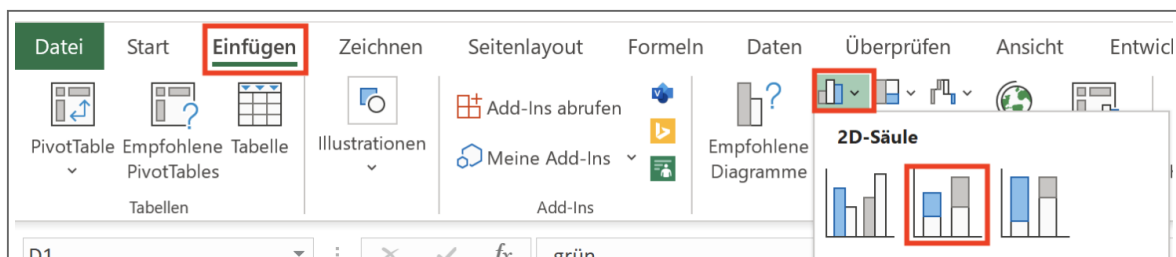 Datei Start Einfügen Zeichnen Seitenlayout Formeln Daten Überprüfen Ansicht
PivotTable
Empfohlene PivotTables
Tabelle
Tabellen
Illustrationen
Add-Ins abrufen
Meine Add-Ins
Add-Ins
Empfohlene Diagramme
2D-Säule
D1
fx
grün